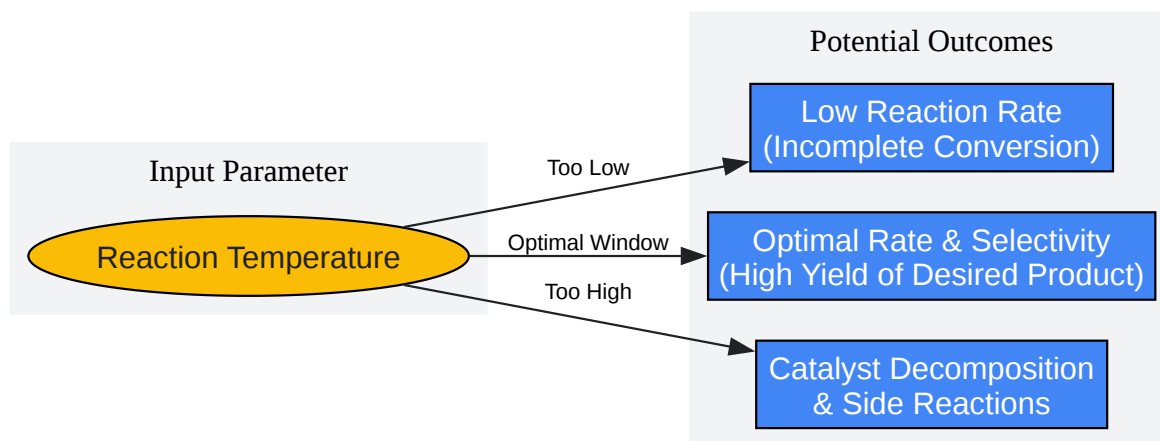 Potential Outcomes
Low Reaction Rate
(Incomplete Conversion)
Input Parameter
Too Low
Reaction Temperature
Optimal Window
Optimal Rate & Selectivity
(High Yield of Desired Product)
Too High
Catalyst Decomposition
& Side Reactions